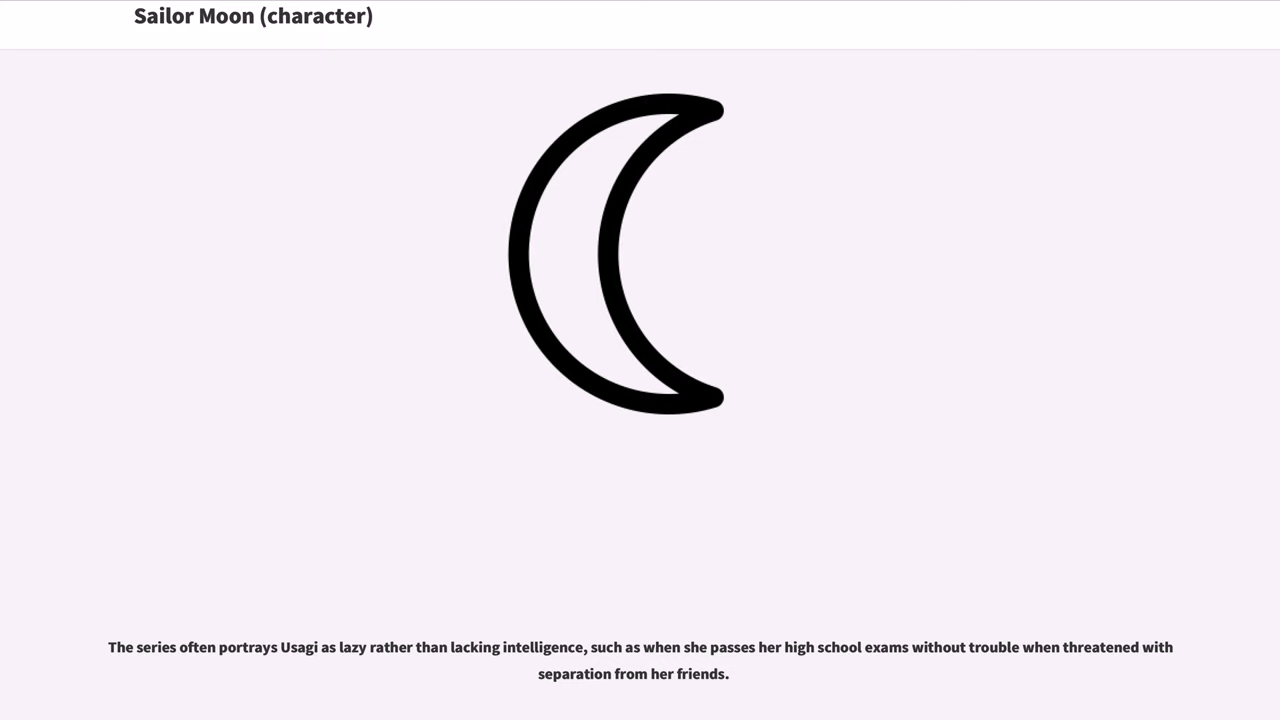 Sailor Moon (character)
The series often portrays Usagi as lazy rather than lacking intelligence, such as when she passes her high school exams without trouble when threatened with
separation from her friends.